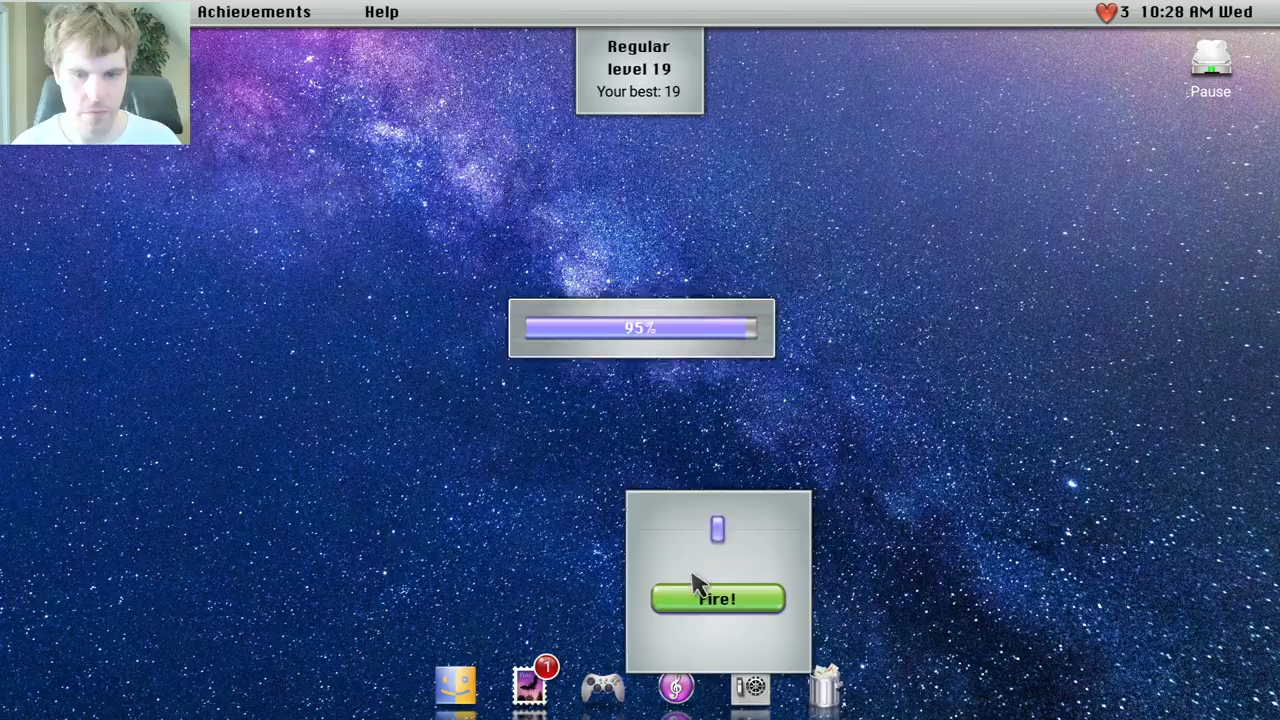 Achievements Help 3 10:28 AM Wed
Regular
level 19
Your best: 19
Pause
95%
Fire!
1